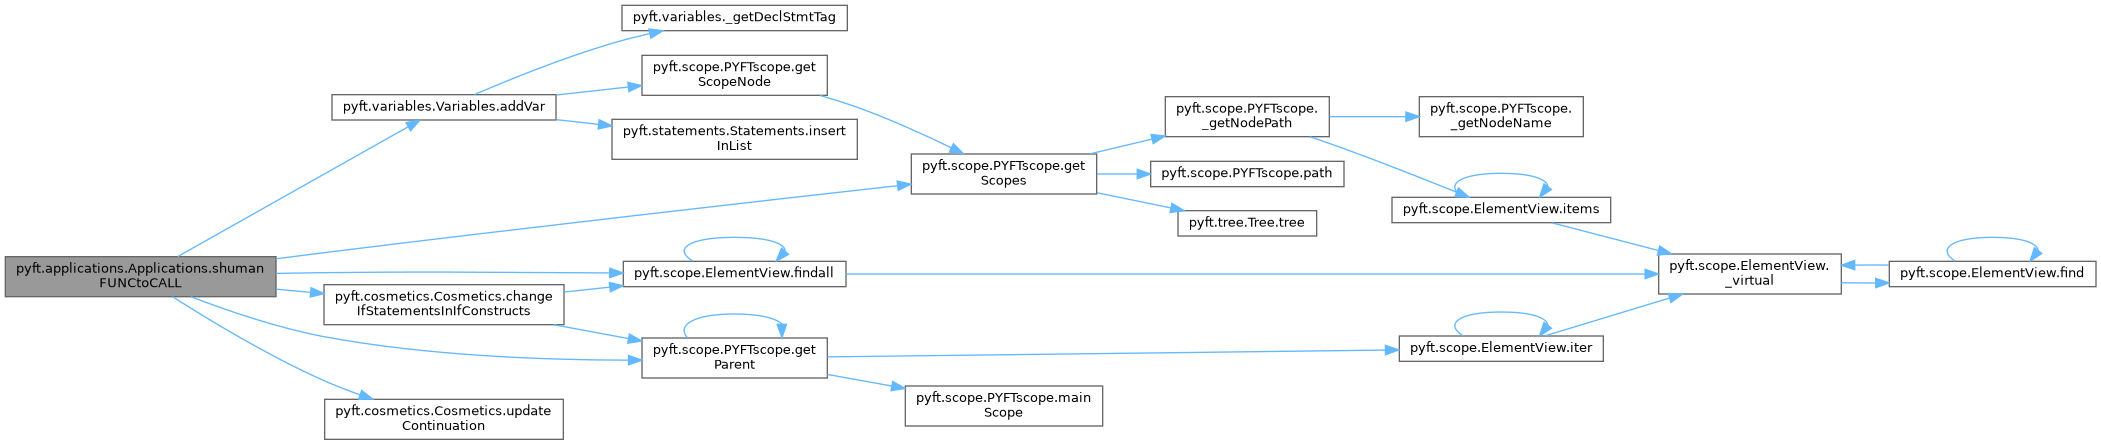 pyft.applications.Applications.shuman
FUNCtoCALL
pyft.variables.Variables.addVar
pyft.variables._getDeclStmtTag
pyft.scope.PYFTscope.get
ScopeNode
pyft.statements.Statements.insert
InList
pyft.scope.PYFTscope.get
Scopes
pyft.scope.PYFTscope.
_getNodePath
pyft.scope.PYFTscope.
_getNodeName
pyft.scope.PYFTscope.path
pyft.tree.Tree.tree
pyft.scope.ElementView.items
pyft.scope.ElementView.
_virtual
pyft.scope.ElementView.find
pyft.scope.ElementView.findall
pyft.cosmetics.Cosmetics.change
IfStatementsInIfConstructs
pyft.scope.PYFTscope.get
Parent
pyft.scope.ElementView.iter
pyft.scope.PYFTscope.main
Scope
pyft.cosmetics.Cosmetics.update
Continuation